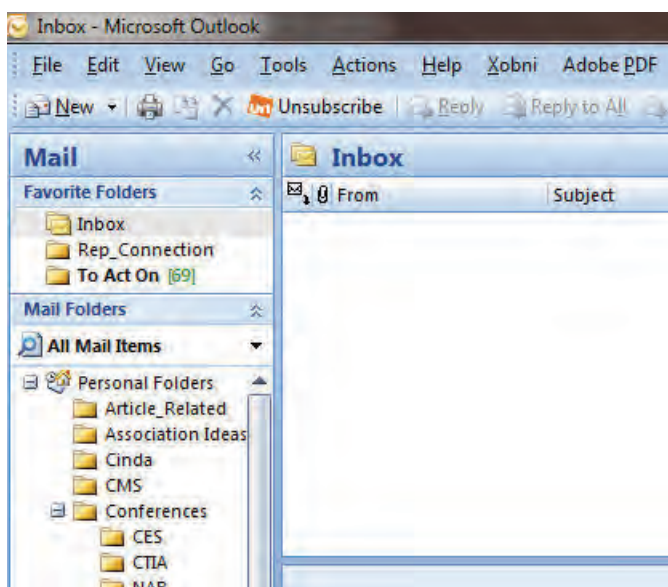 Inbox - Microsoft Outlook
File Edit View Go Tools Actions Help Xobni Adobe PDF
New Unsubscribe Reply Reply to All
Mail
Inbox
Favorite Folders
From Subject
Inbox
Rep_Connection
To Act On [69]
Mail Folders
All Mail Items
Personal Folders
Article_Related
Association Ideas
Cinda
CMS
Conferences
CES
CTIA
NAB